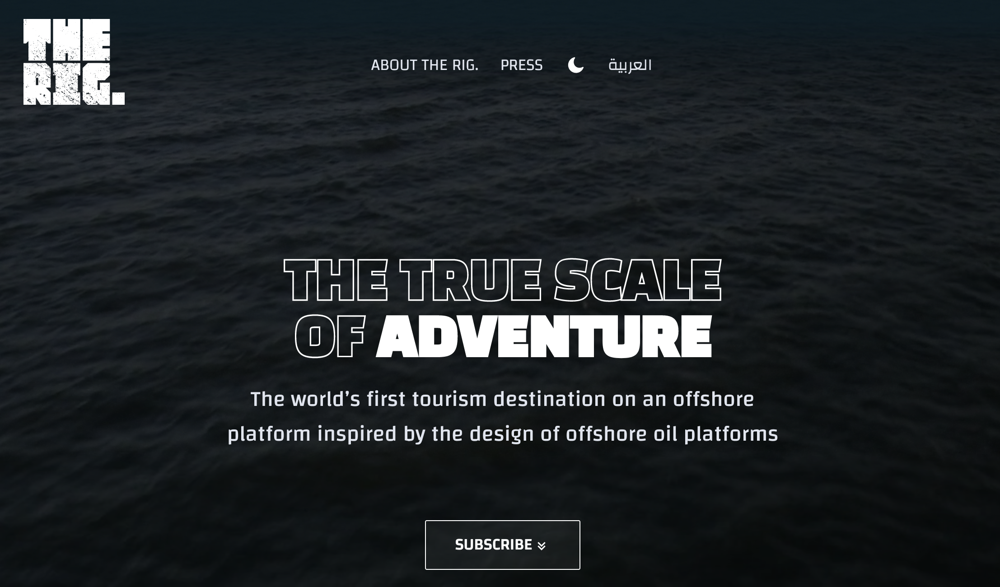 THE
RIG.
ABOUT THE RIG. PRESS العربية
THE TRUE SCALE
OF ADVENTURE
The world’s first tourism destination on an offshore
platform inspired by the design of offshore oil platforms
SUBSCRIBE